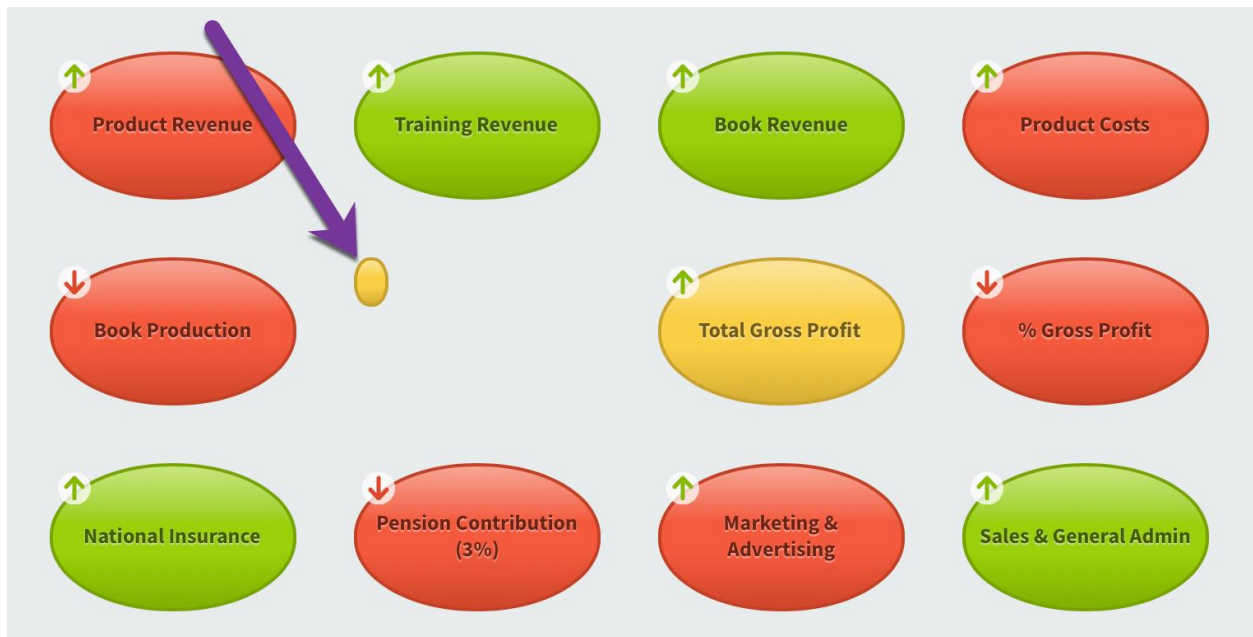 Product Revenue
Training Revenue
Book Revenue
Product Costs
Book Production
Total Gross Profit
% Gross Profit
National Insurance
Pension Contribution
(3%)
Marketing &
Advertising
Sales & General Admin